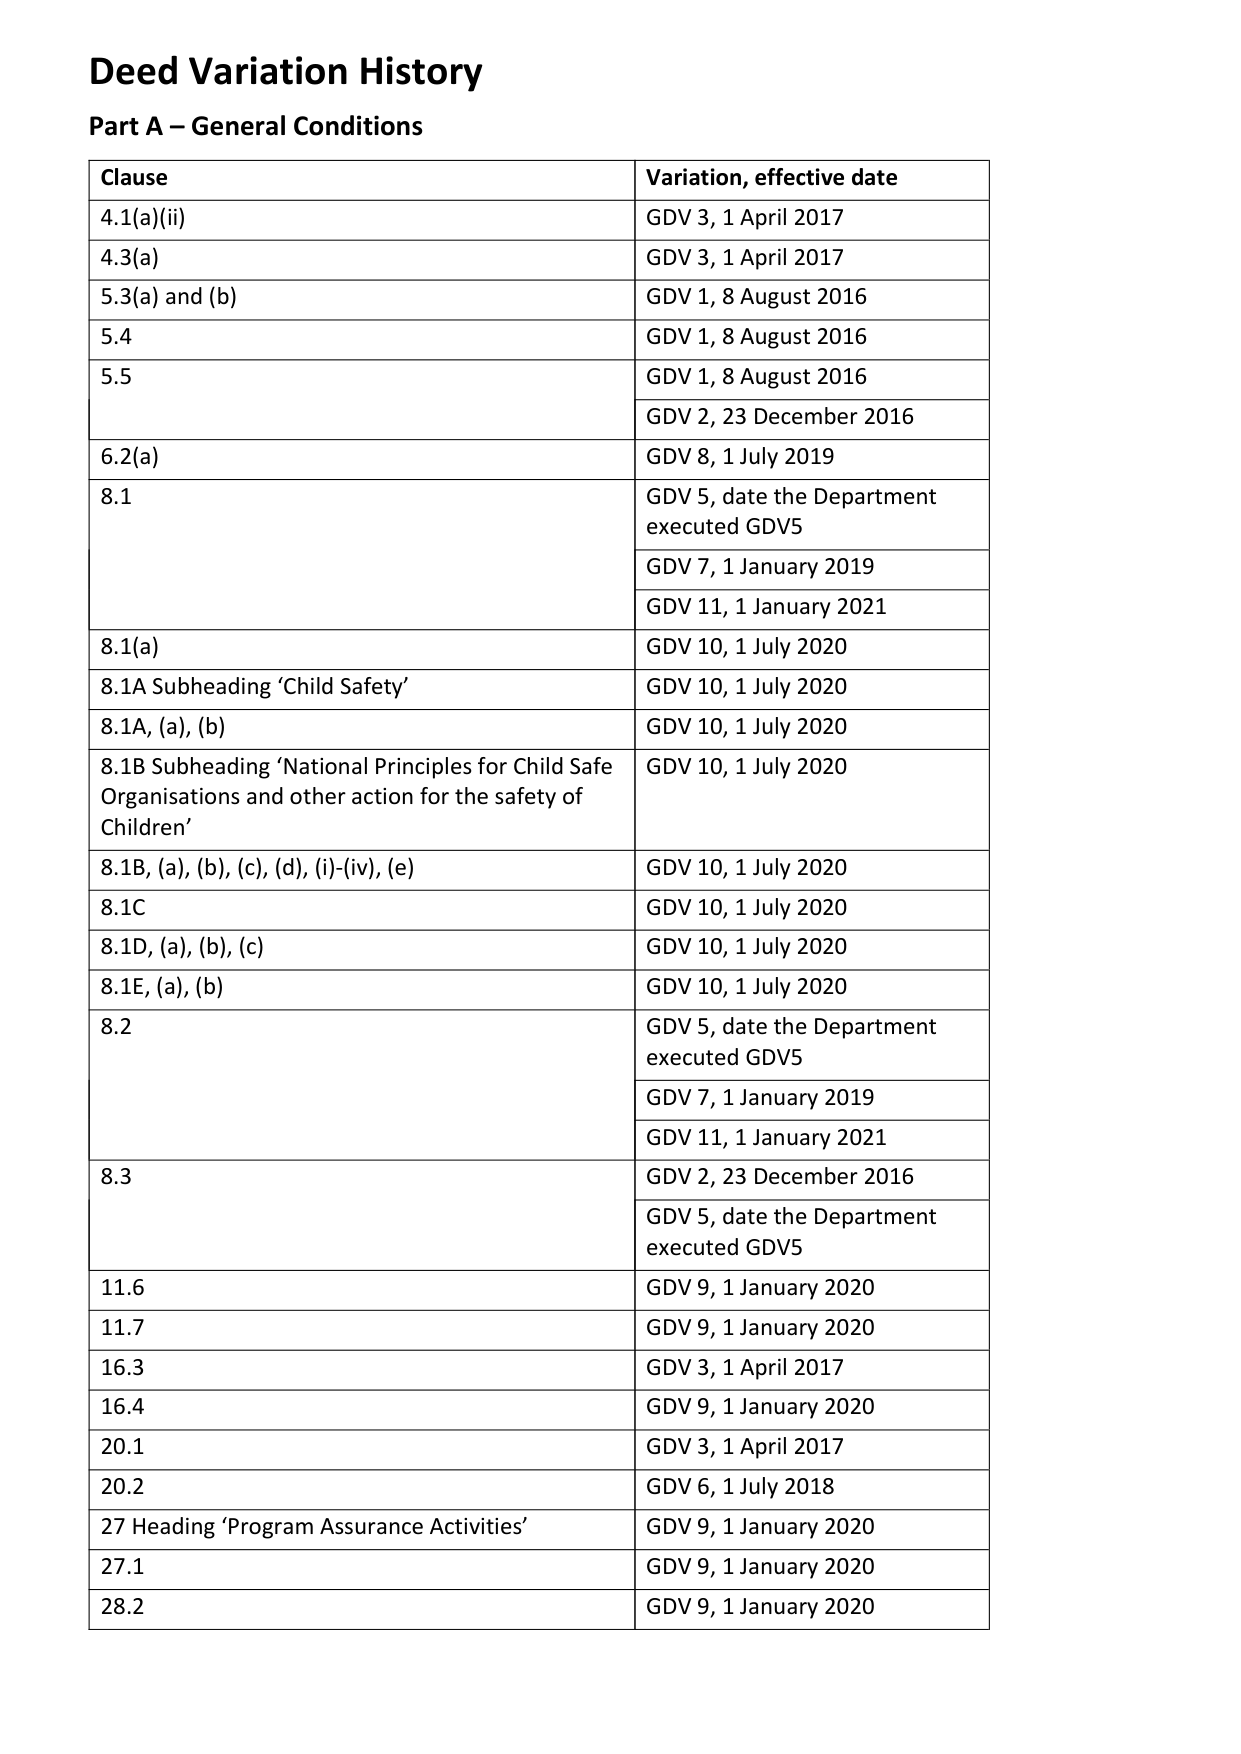 Deed Variation History
Part A – General Conditions
Clause Variation, effective date
4.1(a)(ii) GDV 3, 1 April 2017
4.3(a) GDV 3, 1 April 2017
5.3(a) and (b) GDV 1, 8 August 2016
5.4 GDV 1, 8 August 2016
5.5 GDV 1, 8 August 2016
GDV 2, 23 December 2016
6.2(a) GDV 8, 1 July 2019
8.1 GDV 5, date the Department
executed GDV5
GDV 7, 1 January 2019
GDV 11, 1 January 2021
8.1(a) GDV 10, 1 July 2020
8.1A Subheading ‘Child Safety’ GDV 10, 1 July 2020
8.1A, (a), (b) GDV 10, 1 July 2020
8.1B Subheading ‘National Principles for Child Safe GDV 10, 1 July 2020
Organisations and other action for the safety of
Children’
8.1B, (a), (b), (c), (d), (i)-(iv), (e) GDV 10, 1 July 2020
8.1C GDV 10, 1 July 2020
8.1D, (a), (b), (c) GDV 10, 1 July 2020
8.1E, (a), (b) GDV 10, 1 July 2020
8.2 GDV 5, date the Department
executed GDV5
GDV 7, 1 January 2019
GDV 11, 1 January 2021
8.3 GDV 2, 23 December 2016
GDV 5, date the Department
executed GDV5
11.6 GDV 9, 1 January 2020
11.7 GDV 9, 1 January 2020
16.3 GDV 3, 1 April 2017
16.4 GDV 9, 1 January 2020
20.1 GDV 3, 1 April 2017
20.2 GDV 6, 1 July 2018
27 Heading ‘Program Assurance Activities’ GDV 9, 1 January 2020
27.1 GDV 9, 1 January 2020
28.2 GDV 9, 1 January 2020